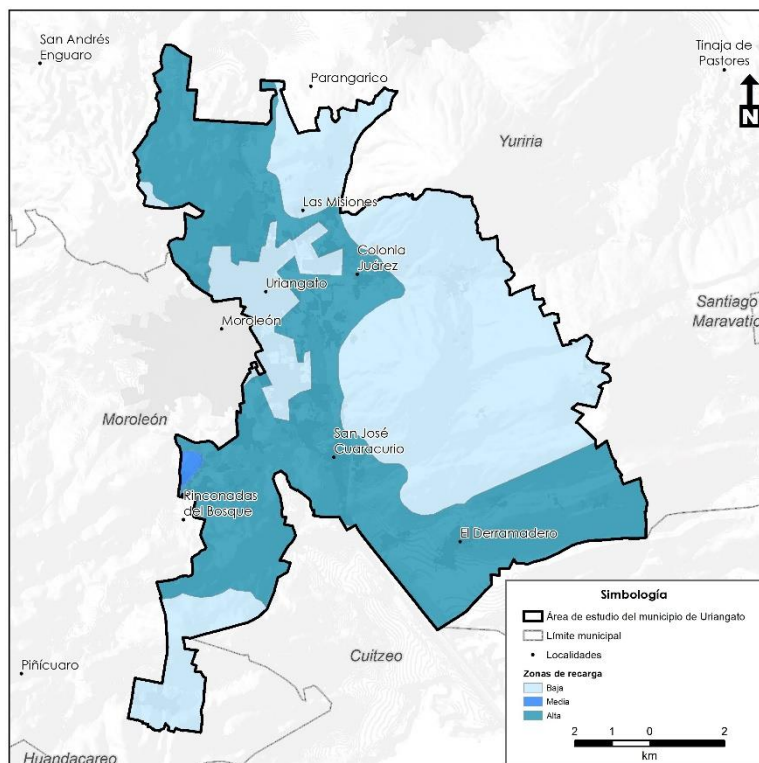 San Andrés
Enguaro
Tinaja de
Pastores
Parangarico
N
Yuriria
Las Misiones
Colonia
Juárez
Uriangato
Santiago
Maravatío
Moroleón
Moroleón
San José
Cuaracurio
Rinconadas
del Bosque
El Derramadero
Cuitzeo
Piñícuaro
Huandacareo
Simbología
Área de estudio del municipio de Uriangato
Límite municipal
Localidades
Zonas de recarga
Baja
Media
Alta
2 1 0 2
km